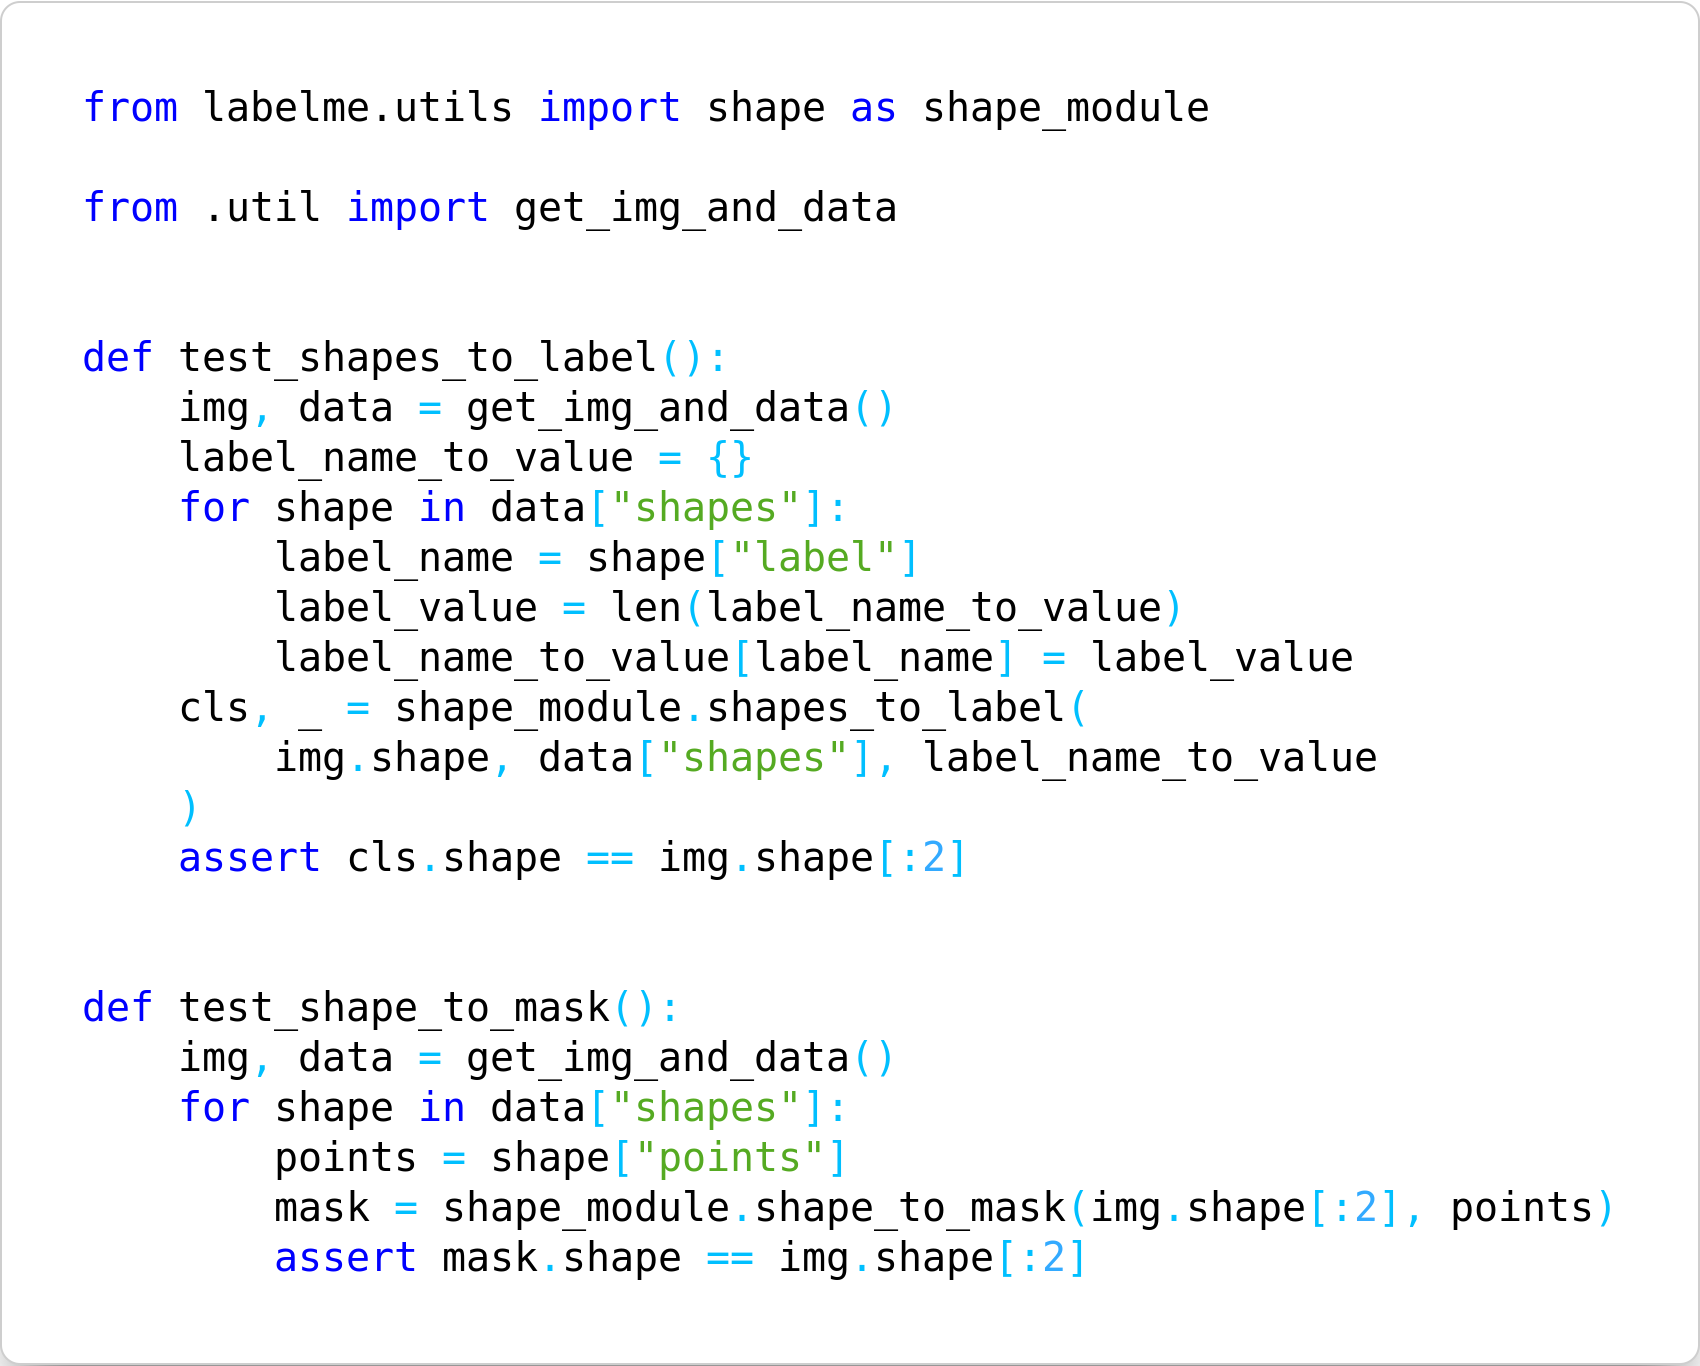 from labelme.utils import shape as shape_module

from .util import get_img_and_data


def test_shapes_to_label():
    img, data = get_img_and_data()
    label_name_to_value = {}
    for shape in data["shapes"]:
        label_name = shape["label"]
        label_value = len(label_name_to_value)
        label_name_to_value[label_name] = label_value
    cls, _ = shape_module.shapes_to_label(
        img.shape, data["shapes"], label_name_to_value
    )
    assert cls.shape == img.shape[:2]


def test_shape_to_mask():
    img, data = get_img_and_data()
    for shape in data["shapes"]:
        points = shape["points"]
        mask = shape_module.shape_to_mask(img.shape[:2], points)
        assert mask.shape == img.shape[:2]